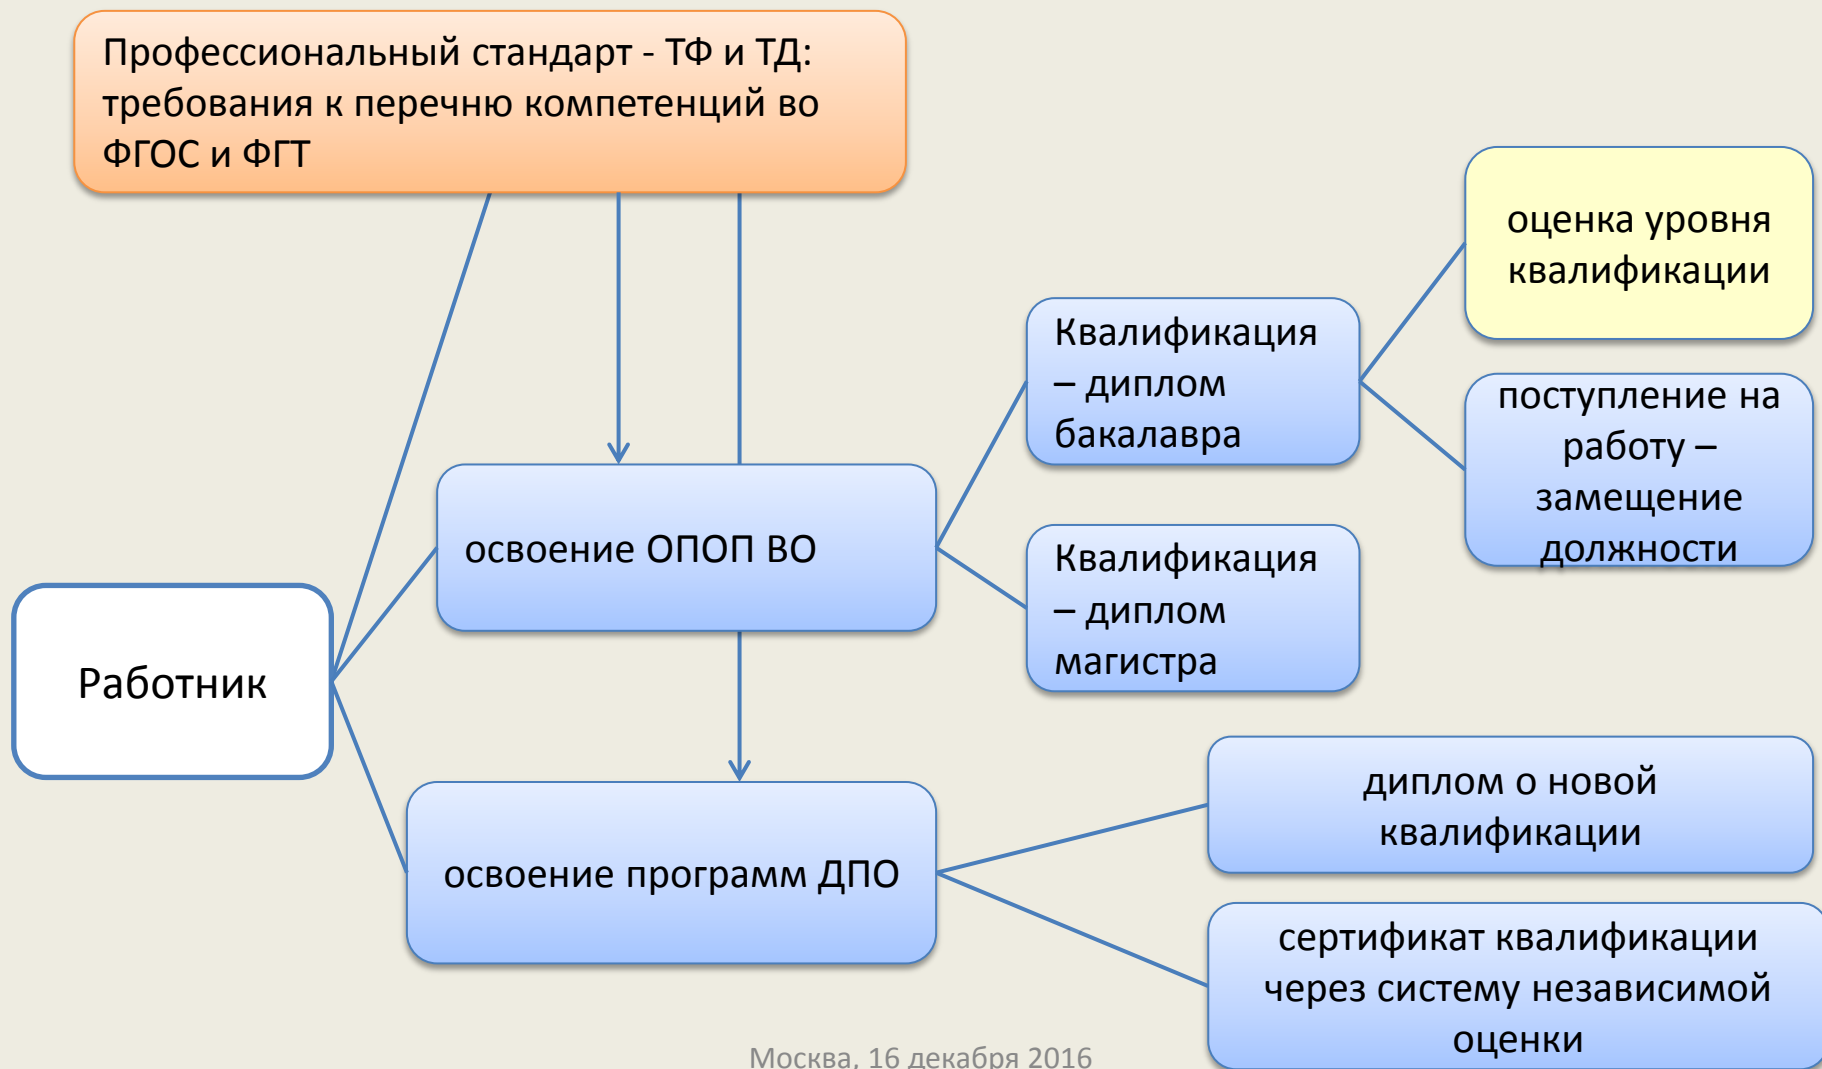 Профессиональный стандарт - ТФ и ТД:
требования к перечню компетенций во
ФГОС и ФГТ
оценка уровня
квалификации
Квалификация
– диплом
бакалавра
поступление на
работу –
замещение
должности
освоение ОПОП ВО
Квалификация
– диплом
магистра
Работник
диплом о новой
квалификации
освоение программ ДПО
сертификат квалификации
через систему независимой
оценки
Москва, 16 декабря 2016